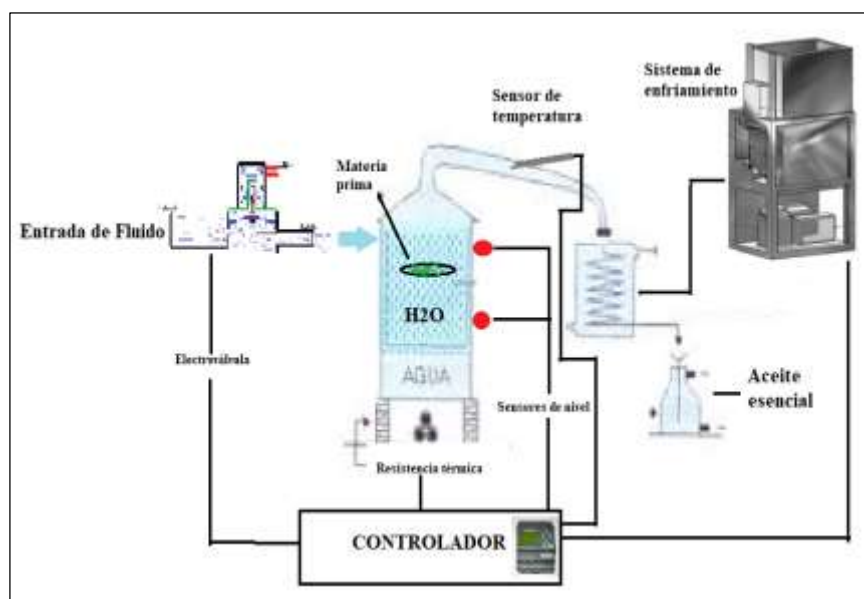 Sistema de
enfriamiento
Sensor de
temperatura
Materia
prima
Entrada de Fluido
H2O
Electroválvula
AGUA
Aceite
esencial
Sensores de nivel
Resistencia térmica
CONTROLADOR